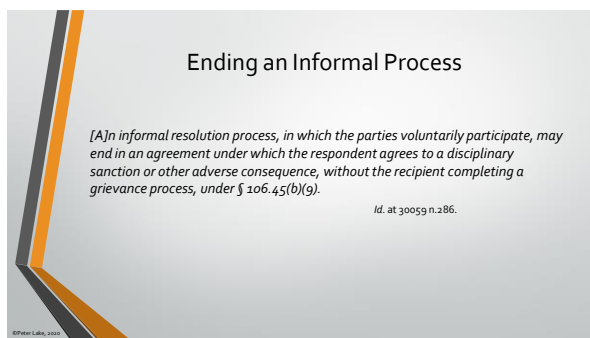 Ending an Informal Process
[A]n informal resolution process, in which the parties voluntarily participate, may
end in an agreement under which the respondent agrees to a disciplinary
sanction or other adverse consequence, without the recipient completing a
grievance process, under § 106.45(b)(9).
Id. at 30059 n.286.
©Peter Lake, 2020